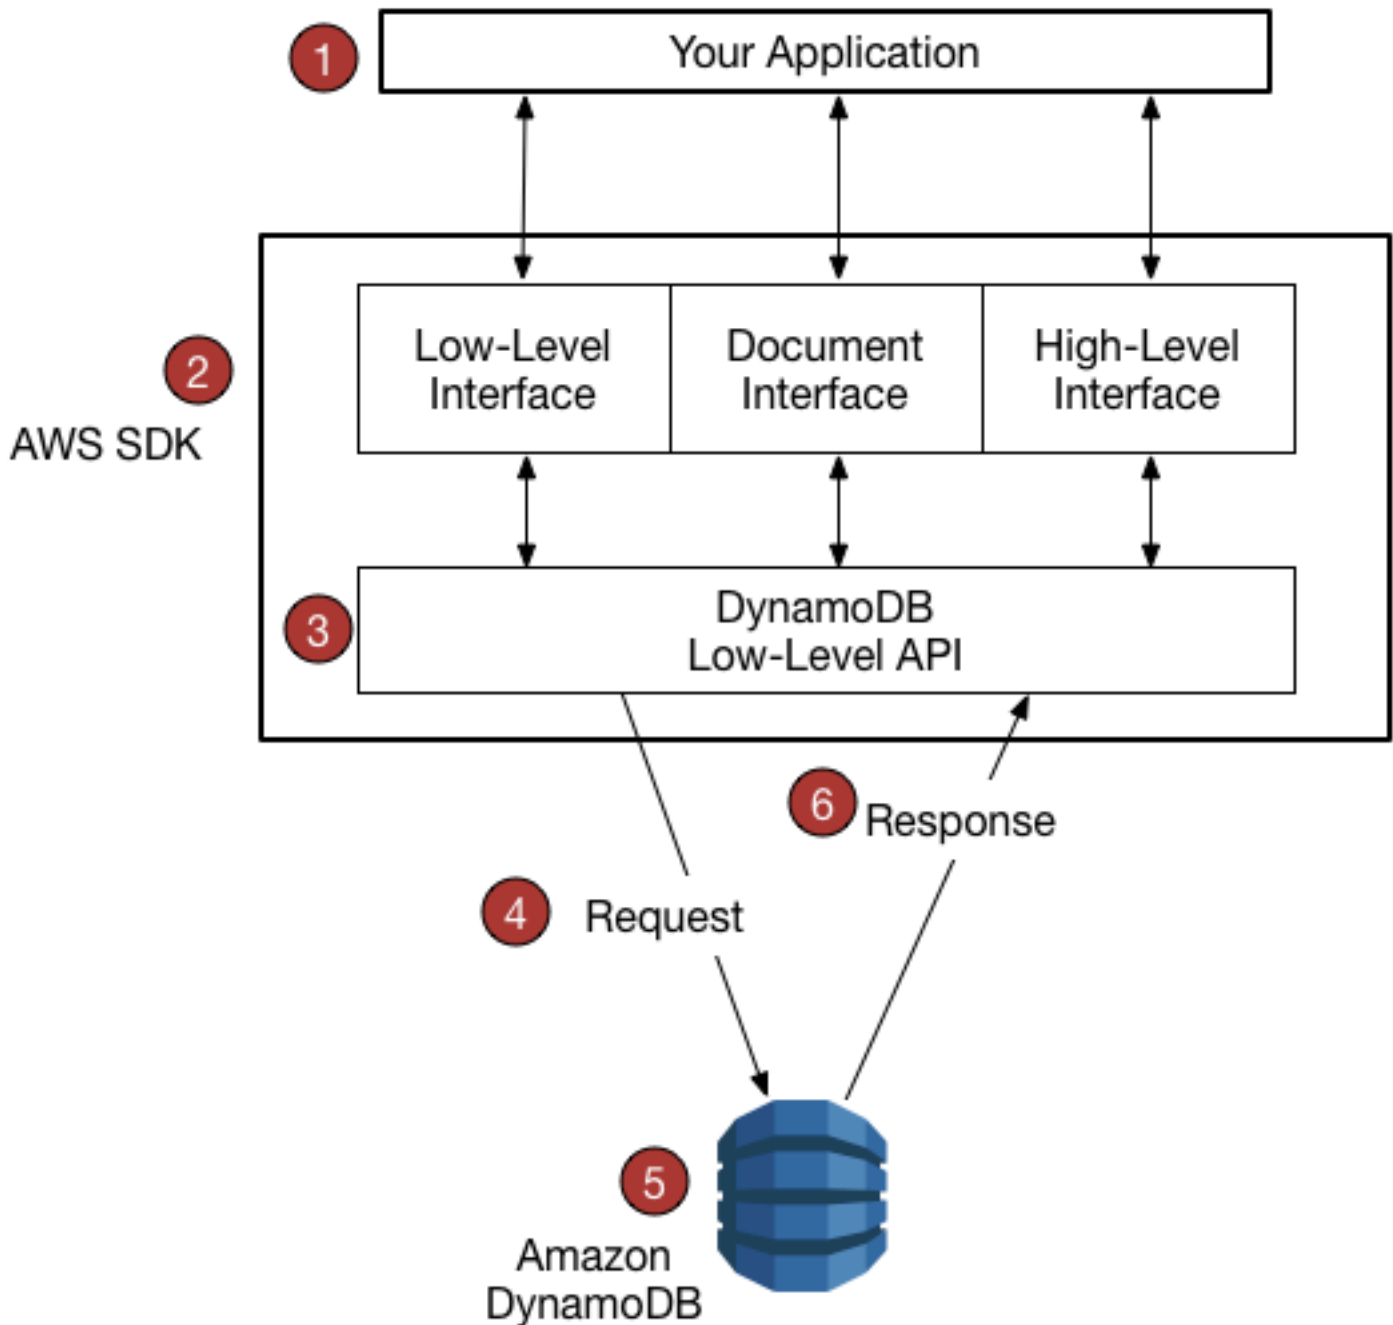 1
Your Application
2
AWS SDK
Low-Level
Interface
Document
Interface
High-Level
Interface
3
DynamoDB
Low-Level API
6
Response
4
Request
5
Amazon
DynamoDB